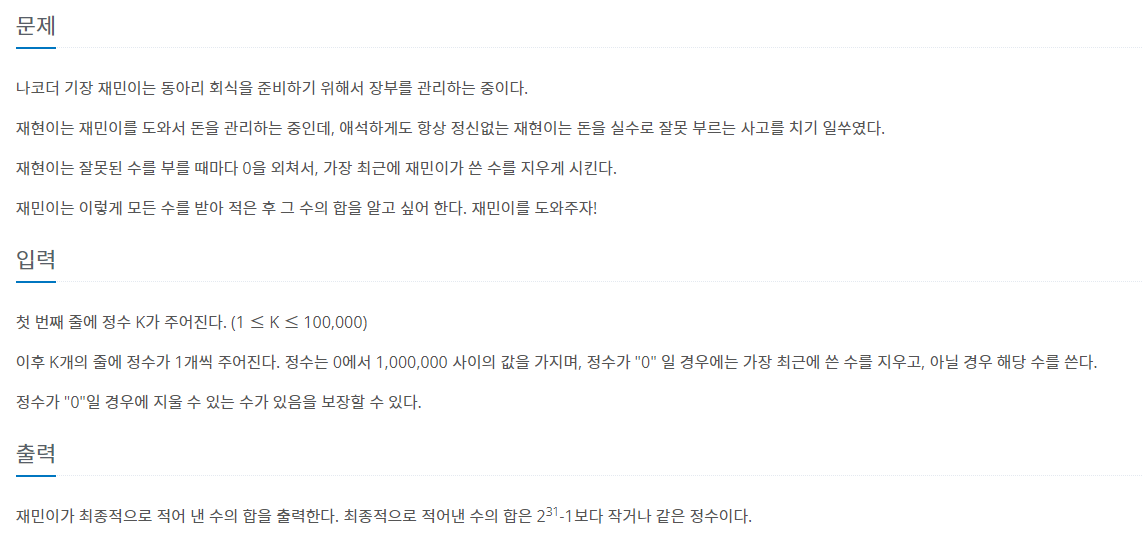 문제
나코더 기장 재민이는 동아리 회식을 준비하기 위해서 장부를 관리하는 중이다.
재현이는 재민이를 도와서 돈을 관리하는 중인데, 애석하게도 항상 정신없는 재현이는 돈을 실수로 잘못 부르는 사고를 치기 일쑤였다.
재현이는 잘못된 수를 부를 때마다 0을 외쳐서, 가장 최근에 재민이가 쓴 수를 지우게 시킨다.
재민이는 이렇게 모든 수를 받아 적은 후 그 수의 합을 알고 싶어 한다. 재민이를 도와주자!
입력
첫 번째 줄에 정수 K가 주어진다. (1 ≤ K ≤ 100,000)
이후 K개의 줄에 정수가 1개씩 주어진다. 정수는 0에서 1,000,000 사이의 값을 가지며, 정수가 "0" 일 경우에는 가장 최근에 쓴 수를 지우고, 아닐 경우 해당 수를 쓴다.
정수가 "0"일 경우에 지울 수 있는 수가 있음을 보장할 수 있다.
출력
재민이가 최종적으로 적어 낸 수의 합을 출력한다. 최종적으로 적어낸 수의 합은 2³¹-1보다 작거나 같은 정수이다.